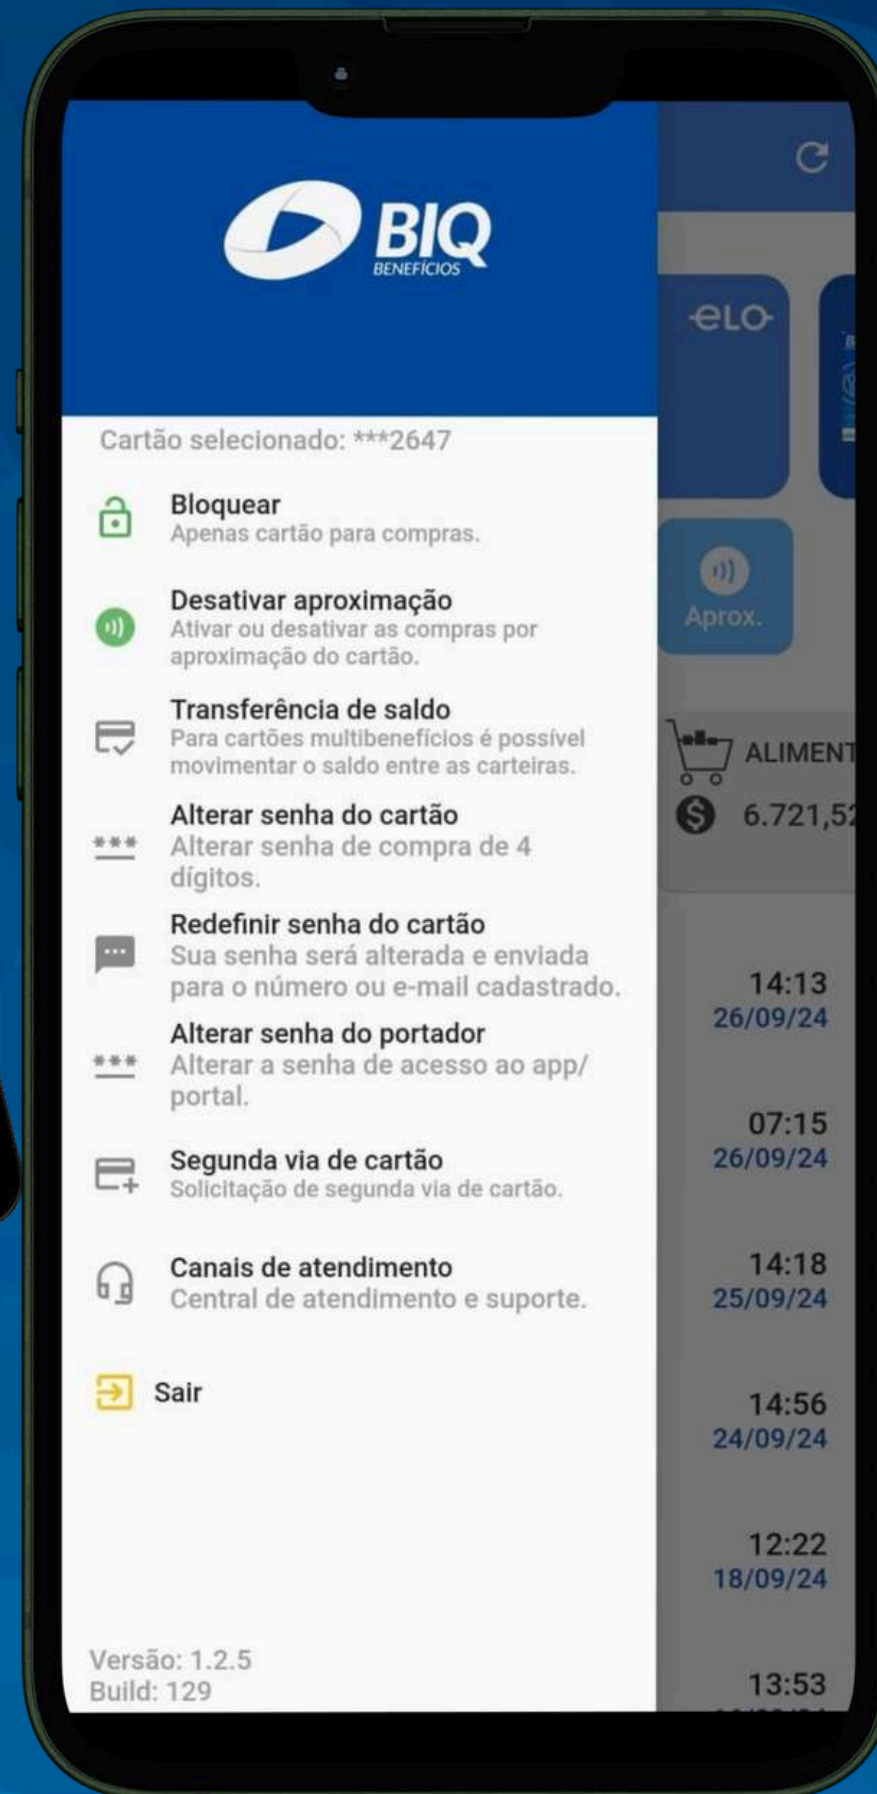 BIQ
BENEFÍCIOS
Cartão selecionado: ***2647
Bloquear
Apenas cartão para compras.
Desativar aproximação
Ativar ou desativar as compras por
aproximação do cartão.
Transferência de saldo
Para cartões multibenefícios é possível
movimentar o saldo entre as carteiras.
***
Alterar senha do cartão
Alterar senha de compra de 4
dígitos.
Redefinir senha do cartão
Sua senha será alterada e enviada
para o número ou e-mail cadastrado.
***
Alterar senha do portador
Alterar a senha de acesso ao app/
portal.
Segunda via de cartão
Solicitação de segunda via de cartão.
Canais de atendimento
Central de atendimento e suporte.
Sair
Versão: 1.2.5
Build: 129
elo
Aprox.
ALIMENT
6.721,52
14:13
26/09/24
07:15
26/09/24
14:18
25/09/24
14:56
24/09/24
12:22
18/09/24
13:53